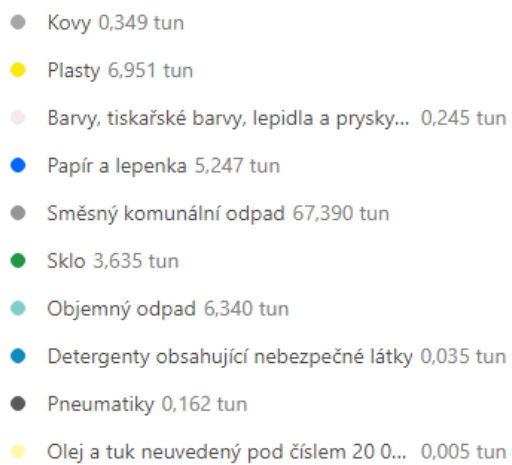 Kovy 0,349 tun
Plasty 6,951 tun
Barvy, tiskařské barvy, lepidla a prysky... 0,245 tun
Papír a lepenka 5,247 tun
Směsný komunální odpad 67,390 tun
Sklo 3,635 tun
Objemný odpad 6,340 tun
Detergenty obsahující nebezpečné látky 0,035 tun
Pneumatiky 0,162 tun
Olej a tuk neuvedený pod číslem 20 0... 0,005 tun